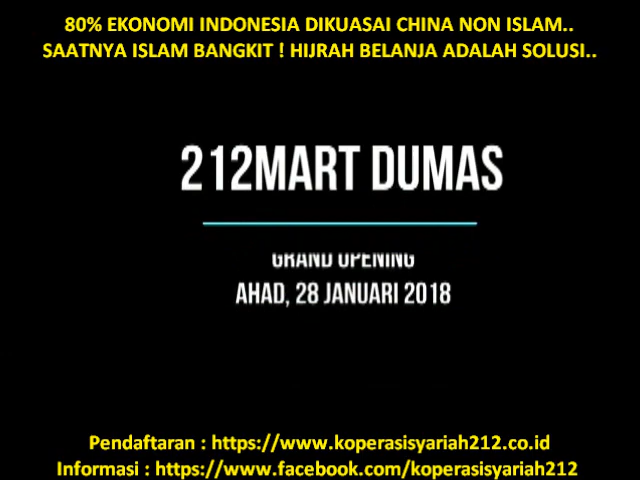 80% EKONOMI INDONESIA DIKUASAI CHINA NON ISLAM..
SAATNYA ISLAM BANGKIT ! HIJRAH BELANJA ADALAH SOLUSI..
212MART DUMAS
GRAND OPENING
AHAD, 28 JANUARI 2018
Pendaftaran : https://www.koperasisyariah212.co.id
Informasi : https://www.facebook.com/koperasisyariah212